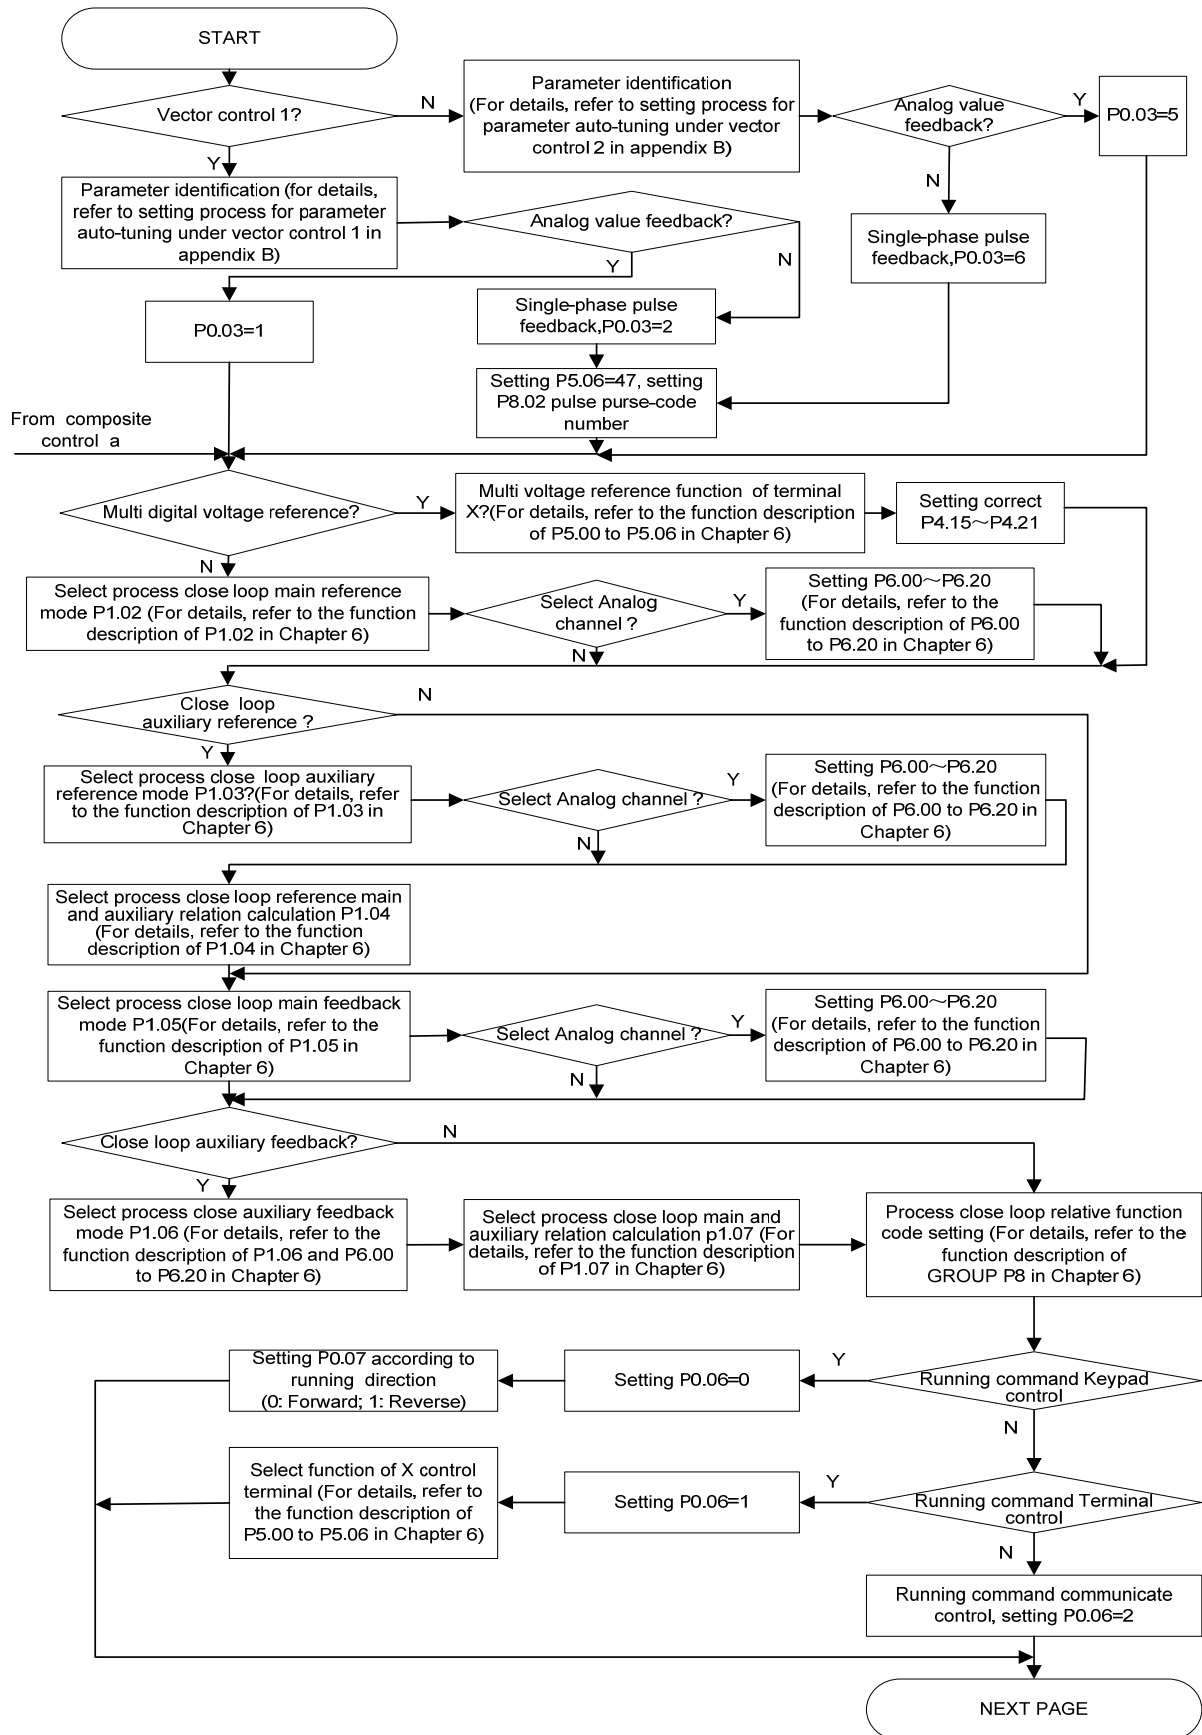 START
Vector control 1?
N
Parameter identification
(For details, refer to setting process for
parameter auto-tuning under vector
control 2 in appendix B)
Analog value
feedback?
Y
P0.03=5
Y
N
Parameter identification (for details,
refer to setting process for parameter
auto-tuning under vector control 1 in
appendix B)
Analog value feedback?
Y
N
Single-phase pulse
feedback,P0.03=6
P0.03=1
Single-phase pulse
feedback,P0.03=2
Setting P5.06=47, setting
P8.02 pulse purse-code
number
From composite
control a
Multi digital voltage reference?
Y
Multi voltage reference function of terminal
X?(For details, refer to the function description
of P5.00 to P5.06 in Chapter 6)
Setting correct
P4.15～P4.21
N
Select process close loop main reference
mode P1.02 (For details, refer to the function
description of P1.02 in Chapter 6)
Select Analog
channel ?
Y
N
Setting P6.00～P6.20
(For details, refer to the
function description of P6.00
to P6.20 in Chapter 6)
Close loop
auxiliary reference ?
N
Y
Select process close loop auxiliary
reference mode P1.03?(For details, refer
to the function description of P1.03 in
Chapter 6)
Select Analog channel ?
Y
N
Setting P6.00～P6.20
(For details, refer to the function
description of P6.00 to P6.20 in
Chapter 6)
Select process close loop reference main
and auxiliary relation calculation P1.04
(For details, refer to the function
description of P1.04 in Chapter 6)
Select process close loop main feedback
mode P1.05(For details, refer to the
function description of P1.05 in
Chapter 6)
Select Analog channel ?
Y
N
Setting P6.00～P6.20
(For details, refer to the function
description of P6.00 to P6.20 in
Chapter 6)
Close loop auxiliary feedback?
N
Y
Select process close auxiliary feedback
mode P1.06 (For details, refer to the
function description of P1.06 and P6.00
to P6.20 in Chapter 6)
Select process close loop main and
auxiliary relation calculation p1.07 (For
details, refer to the function description
of P1.07 in Chapter 6)
Process close loop relative function
code setting (For details, refer to the
function description of
GROUP P8 in Chapter 6)
Setting P0.07 according to
running direction
(0: Forward; 1: Reverse)
Setting P0.06=0
Y
Running command Keypad
control
N
Select function of X control
terminal (For details, refer to
the function description of
P5.00 to P5.06 in Chapter 6)
Setting P0.06=1
Y
Running command Terminal
control
N
Running command communicate
control, setting P0.06=2
NEXT PAGE